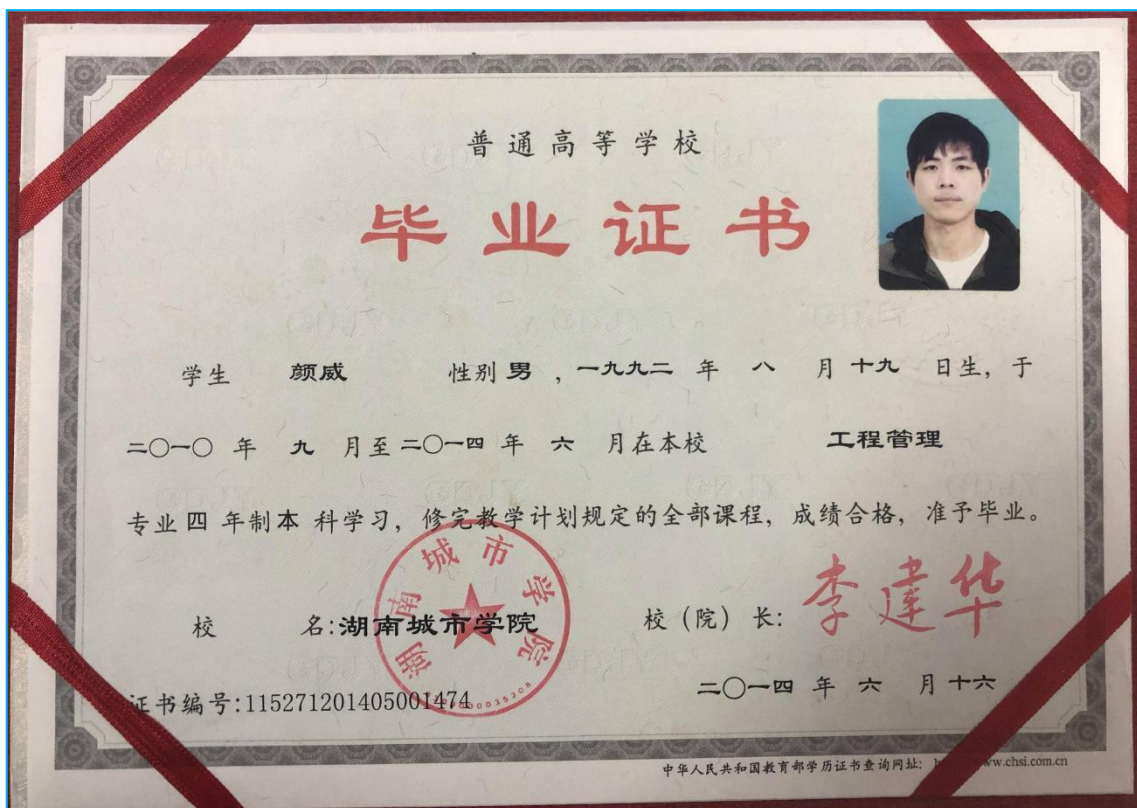 普通高等学校
毕业证书
学生 颜威 性别 男 ，一九九二 年 八 月 十九 日生，于
二〇一〇 年 九 月至 二〇一四 年 六 月在本校 工程管理
专业 四 年制 本 科学习，修完教学计划规定的全部课程，成绩合格，准予毕业。
湖南城市学院
校 名:湖南城市学院 校（院）长: 李建华
二〇一四 年 六 月 十六
证书编号:115271201405001474
中华人民共和国教育部学历证书查询网址: www.chsi.com.cn